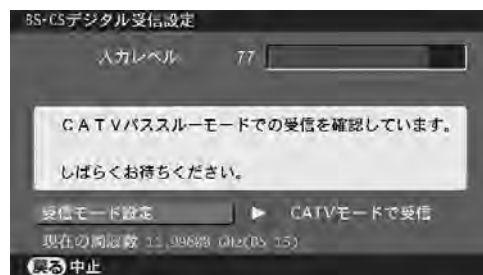 BS・CSデジタル受信設定
入力レベル 77
CATVパススルーモードでの受信を確認しています。
しばらくお待ちください。
受信モード設定 ▶ CATVモードで受信
現在の周波数 11.99600 GHz(BS 15)
戻る 中止